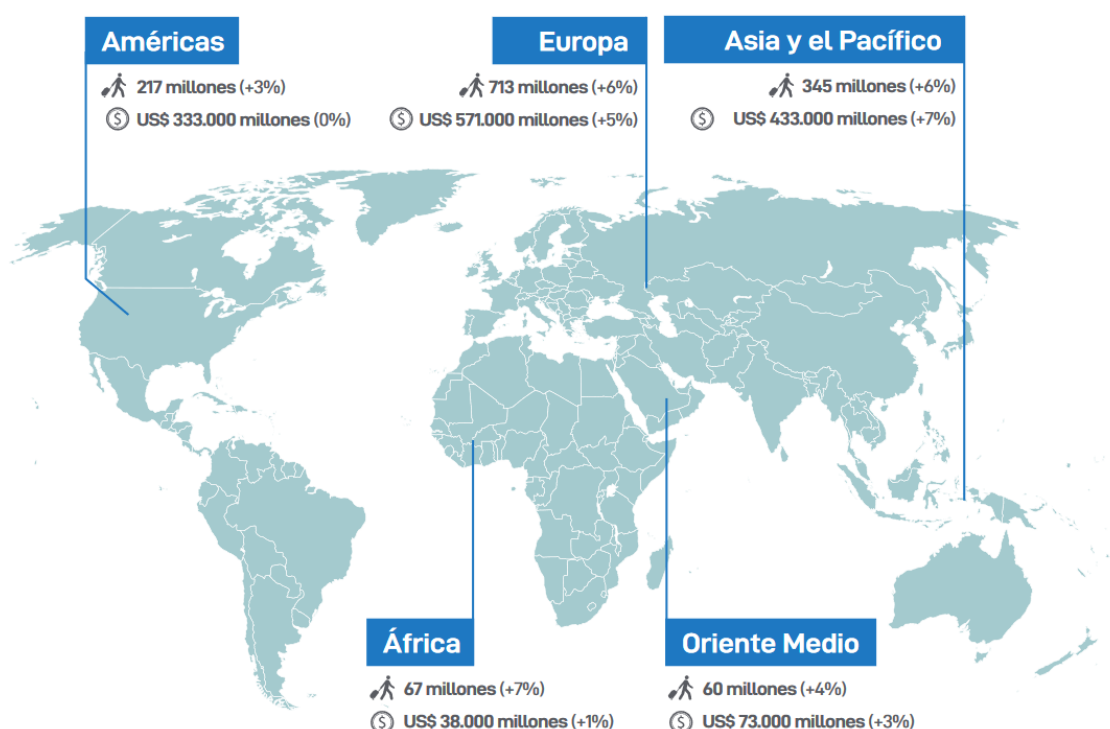 Américas
217 millones (+3%)
US$ 333.000 millones (0%)
Europa
713 millones (+6%)
US$ 571.000 millones (+5%)
Asia y el Pacífico
345 millones (+6%)
US$ 433.000 millones (+7%)
África
67 millones (+7%)
US$ 38.000 millones (+1%)
Oriente Medio
60 millones (+4%)
US$ 73.000 millones (+3%)